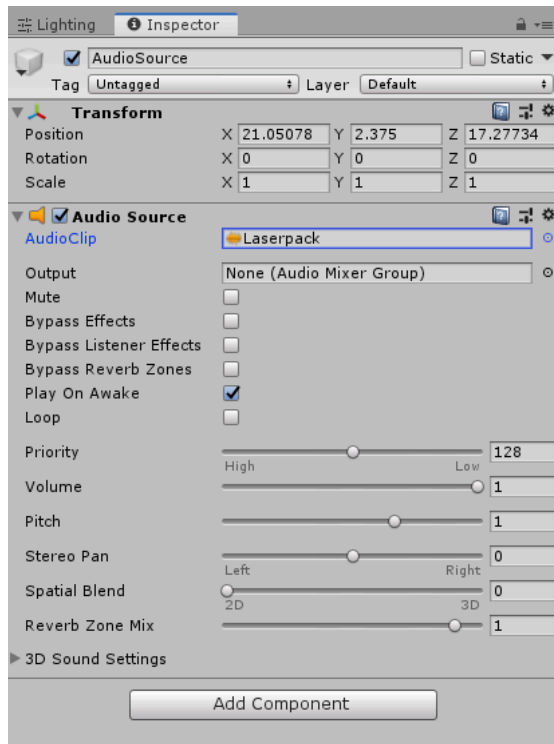 Lighting Inspector
AudioSource Static
Tag Untagged Layer Default
Transform
Position X 21.05078 Y 2.375 Z 17.27734
Rotation X 0 Y 0 Z 0
Scale X 1 Y 1 Z 1
Audio Source
AudioClip Laserpack
Output None (Audio Mixer Group)
Mute
Bypass Effects
Bypass Listener Effects
Bypass Reverb Zones
Play On Awake
Loop
Priority 128
High Low
Volume 1
Pitch 1
Stereo Pan 0
Left Right
Spatial Blend 0
2D 3D
Reverb Zone Mix 1
3D Sound Settings
Add Component